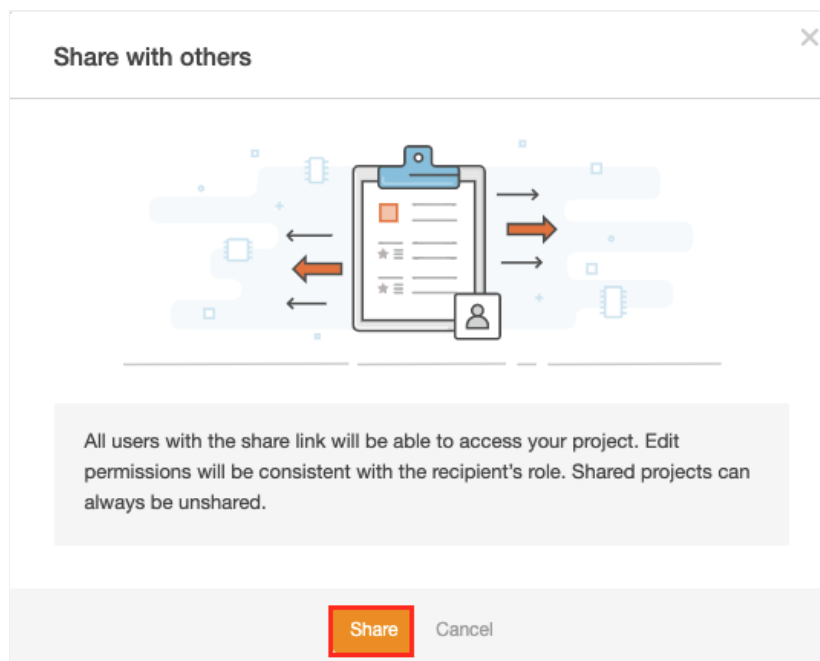 Share with others
All users with the share link will be able to access your project. Edit
permissions will be consistent with the recipient's role. Shared projects can
always be unshared.
Share Cancel